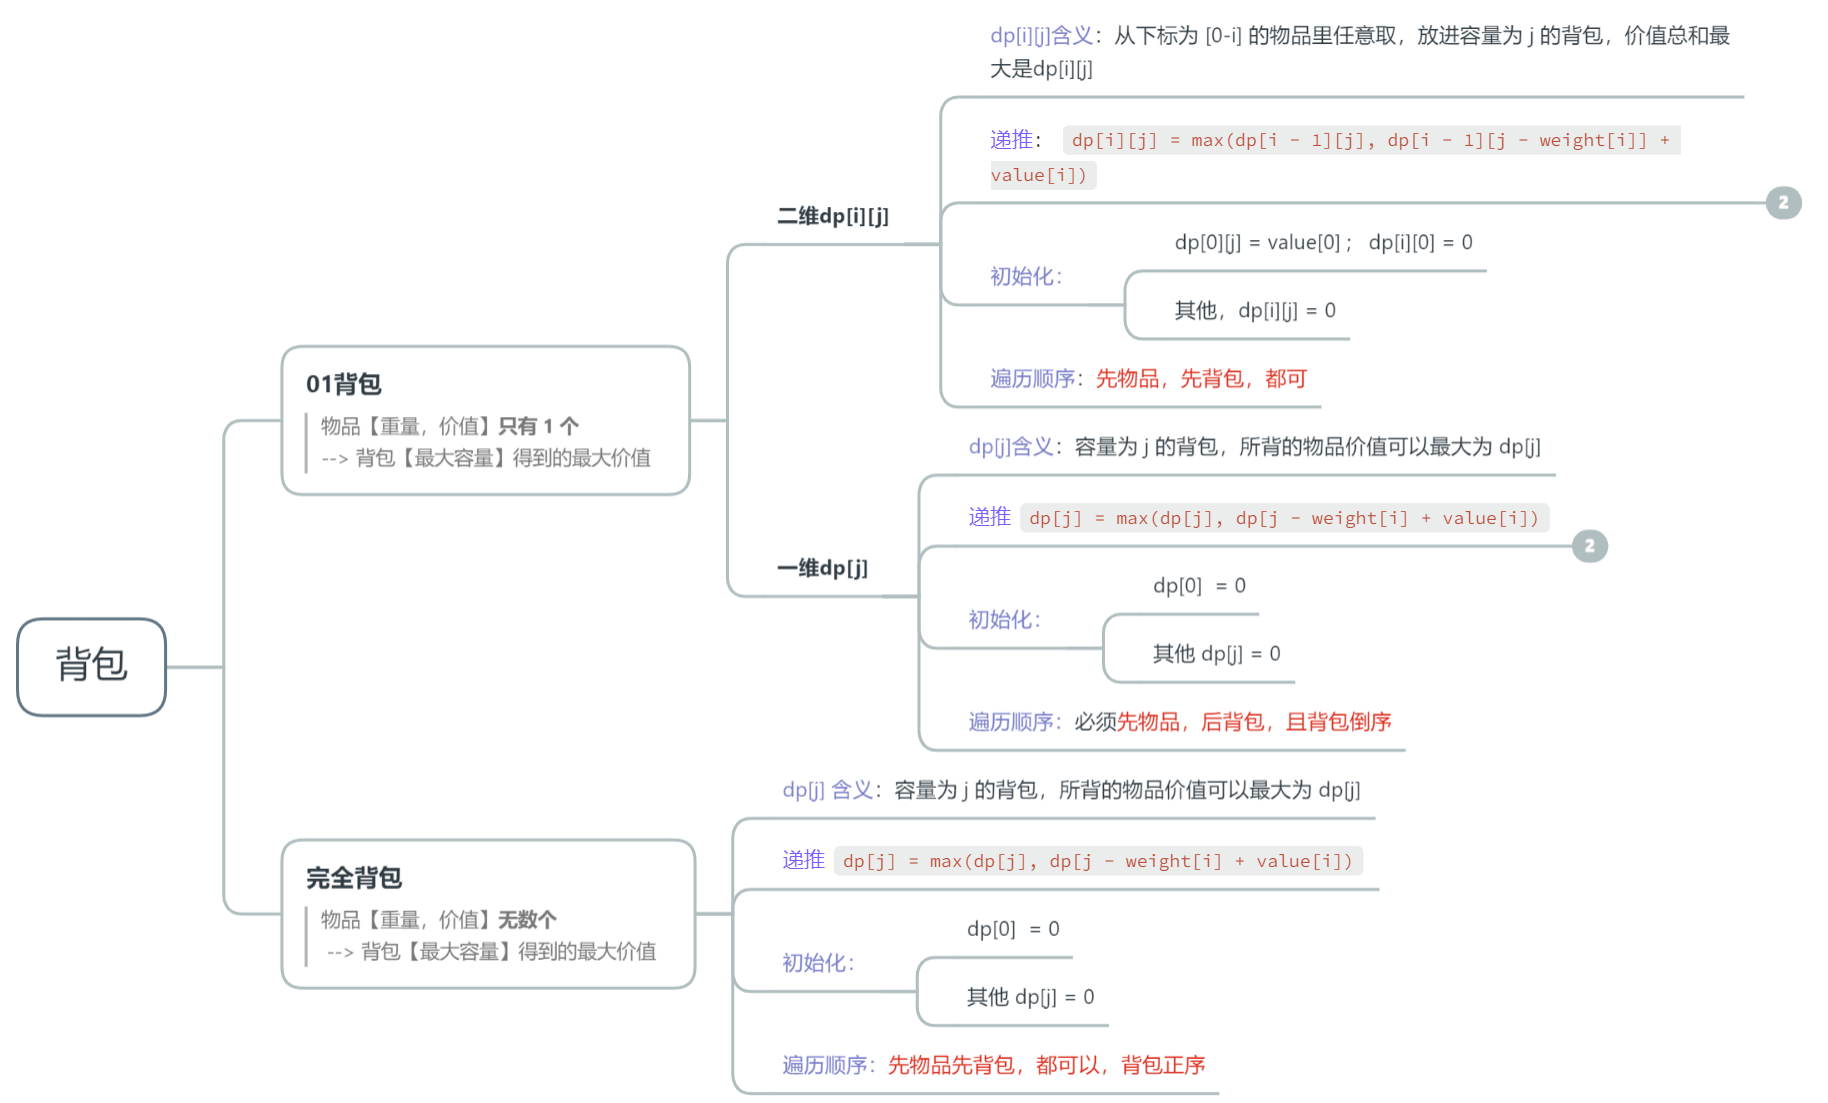 背包
01背包
物品【重量，价值】只有 1 个
--> 背包【最大容量】得到的最大价值
二维dp[i][j]
dp[i][j]含义：从下标为 [0-i] 的物品里任意取，放进容量为 j 的背包，价值总和最
大是dp[i][j]
递推： dp[i][j] = max(dp[i - 1][j], dp[i - 1][j - weight[i]] +
value[i])
2
初始化：
dp[0][j] = value[0] ； dp[i][0] = 0
其他，dp[i][j] = 0
遍历顺序：先物品，先背包，都可
一维dp[j]
dp[j]含义：容量为 j 的背包，所背的物品价值可以最大为 dp[j]
递推 dp[j] = max(dp[j], dp[j - weight[i] + value[i])
2
初始化：
dp[0] = 0
其他 dp[j] = 0
遍历顺序：必须先物品，后背包，且背包倒序
完全背包
物品【重量，价值】无数个
--> 背包【最大容量】得到的最大价值
dp[j] 含义：容量为 j 的背包，所背的物品价值可以最大为 dp[j]
递推 dp[j] = max(dp[j], dp[j - weight[i] + value[i])
初始化：
dp[0] = 0
其他 dp[j] = 0
遍历顺序：先物品先背包，都可以，背包正序